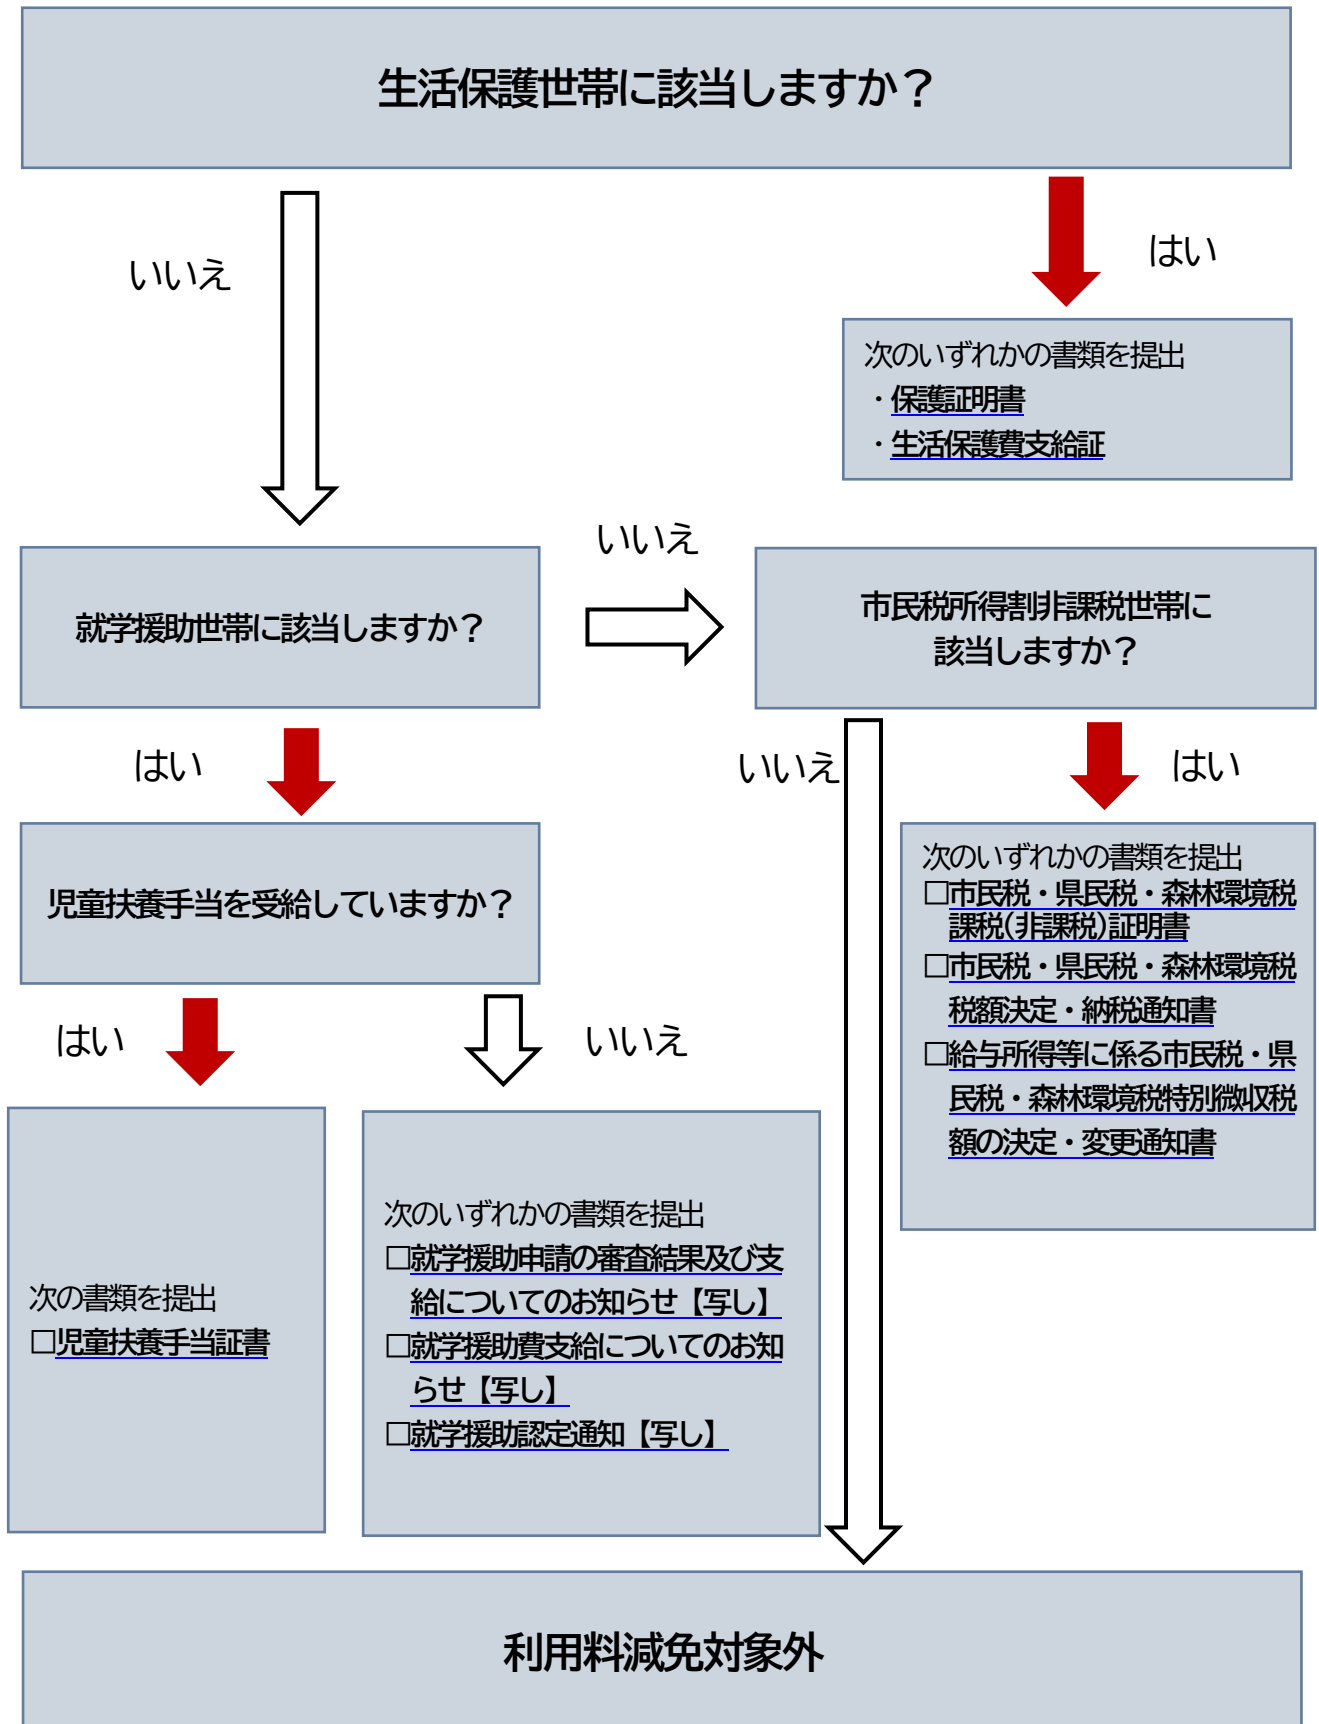 生活保護世帯に該当しますか？
いいえ
はい
次のいずれかの書類を提出
・保護証明書
・生活保護費支給証
就学援助世帯に該当しますか？
いいえ
市民税所得割非課税世帯に
該当しますか？
はい
いいえ
はい
児童扶養手当を受給していますか？
次のいずれかの書類を提出
□市民税・県民税・森林環境税
課税(非課税)証明書
□市民税・県民税・森林環境税
税額決定・納税通知書
□給与所得等に係る市民税・県
民税・森林環境税特別徴収税
額の決定・変更通知書
はい
いいえ
次の書類を提出
□児童扶養手当証書
次のいずれかの書類を提出
□就学援助申請の審査結果及び支
給についてのお知らせ【写し】
□就学援助費支給についてのお知
らせ【写し】
□就学援助認定通知【写し】
利用料減免対象外